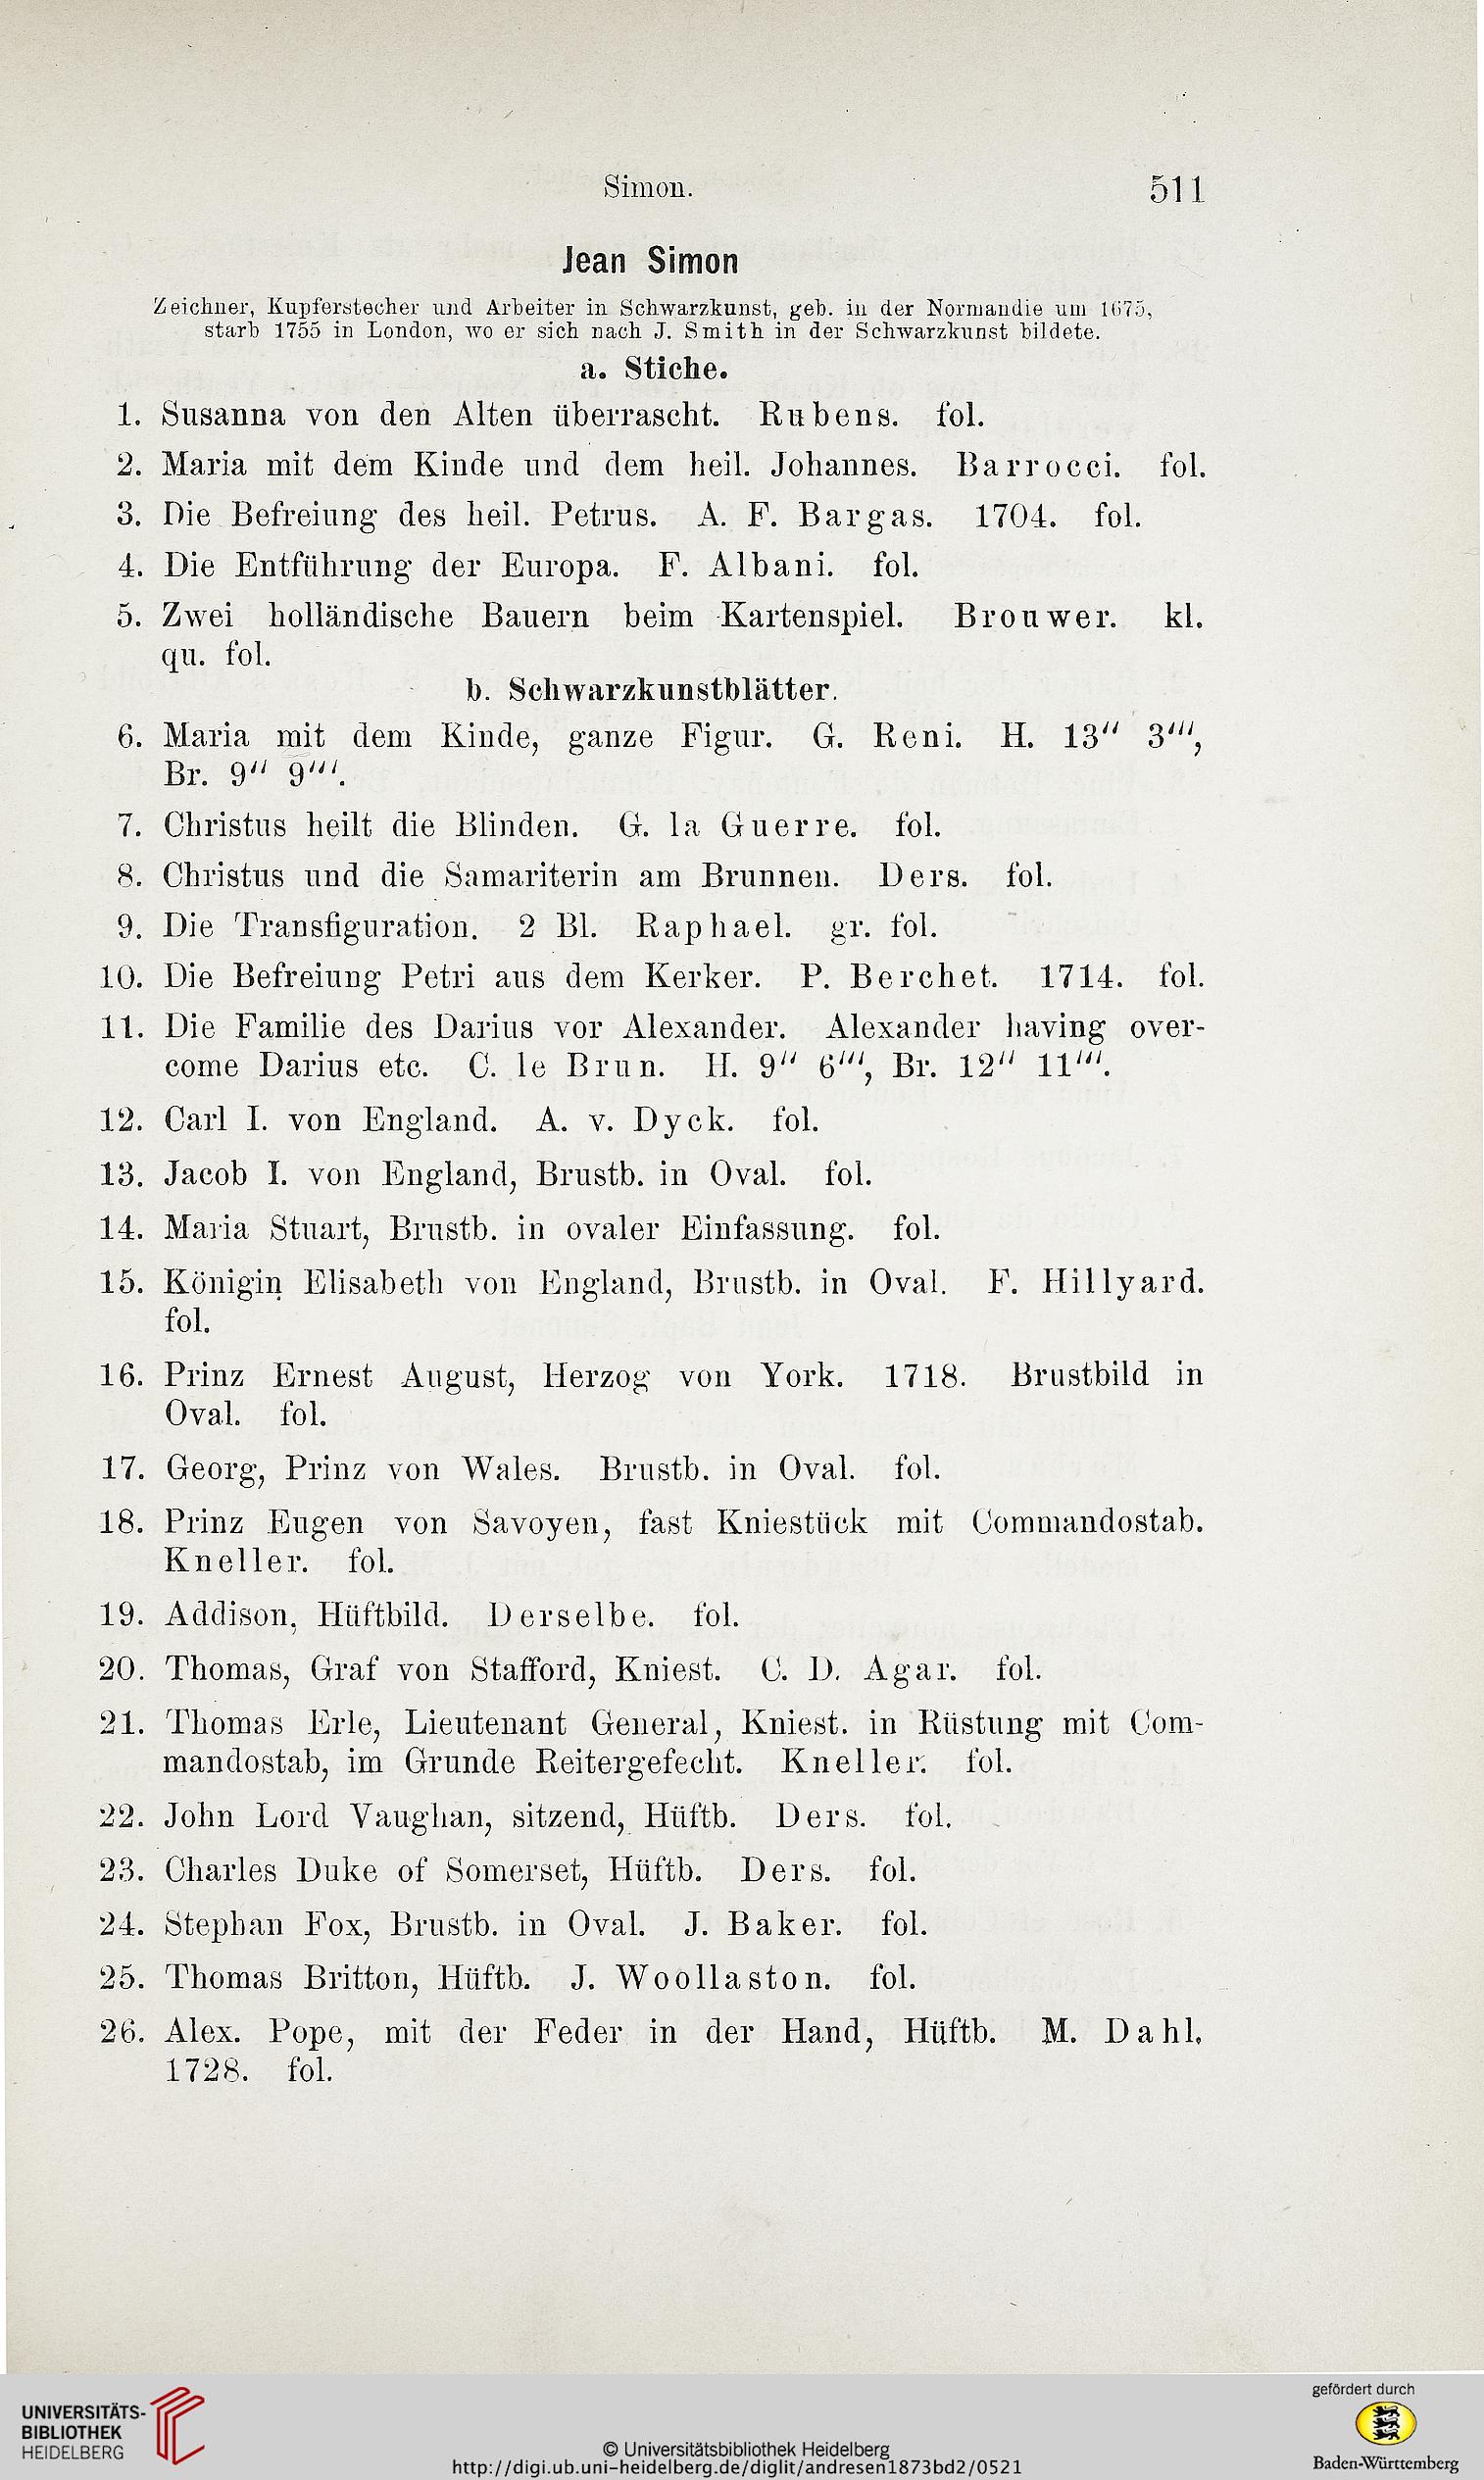 Simon. 511
Jean Simon
Zeichner, Kupferstecher und Arbeiter in Schwarzkunst, geb. in der Normandie um 1675,
starb 1755 in London, wo er sich nach J. Smith in der Schwarzkunst bildete.
a. Stiche.
1. Susanna von den Alten überrascht. Rubens. fol.
2. Maria mit dem Kinde und dem heil. Johannes. Barrocci. fol.
3. Die Befreiung des heil. Petrus. A. F. Bargas. 1704. fol.
4. Die Entführung der Europa. F. Albani. fol.
5. Zwei holländische Bauern beim Kartenspiel. Brouwer. kl.
qu. fol.
b. Schwarzkunstblätter.
6. Maria mit dem Kinde, ganze Figur. G. Reni. H. 13″ 3‴,
Br. 9″ 9‴.
7. Christus heilt die Blinden. G. la Guerre. fol.
8. Christus und die Samariterin am Brunnen. Ders. fol.
9. Die Transfiguration. 2 Bl. Raphael. gr. fol.
10. Die Befreiung Petri aus dem Kerker. P. Berchet. 1714. fol.
11. Die Familie des Darius vor Alexander. Alexander having over-
come Darius etc. C. le Brun. H. 9″ 6‴, Br. 12″ 11‴.
12. Carl I. von England. A. v. Dyck. fol.
13. Jacob I. von England, Brustb. in Oval. fol.
14. Maria Stuart, Brustb. in ovaler Einfassung. fol.
15. Königin Elisabeth von England, Brustb. in Oval. F. Hillyard.
fol.
16. Prinz Ernest August, Herzog von York. 1718. Brustbild in
Oval. fol.
17. Georg, Prinz von Wales. Brustb. in Oval. fol.
18. Prinz Eugen von Savoyen, fast Kniestück mit Commandostab.
Kneller. fol.
19. Addison, Hüftbild. Derselbe. fol.
20. Thomas, Graf von Stafford, Kniest. C. D. Agar. fol.
21. Thomas Erle, Lieutenant General, Kniest. in Rüstung mit Com-
mandostab, im Grunde Reitergefecht. Kneller. fol.
22. John Lord Vaughan, sitzend, Hüftb. Ders. fol.
23. Charles Duke of Somerset, Hüftb. Ders. fol.
24. Stephan Fox, Brustb. in Oval. J. Baker. fol.
25. Thomas Britton, Hüftb. J. Woollaston. fol.
26. Alex. Pope, mit der Feder in der Hand, Hüftb. M. Dahl.
1728. fol.
UNIVERSITÄTS-
BIBLIOTHEK
HEIDELBERG
© Universitätsbibliothek Heidelberg
http://digi.ub.uni-heidelberg.de/diglit/andresen1873bd2/0521
gefördert durch
Baden-Württemberg